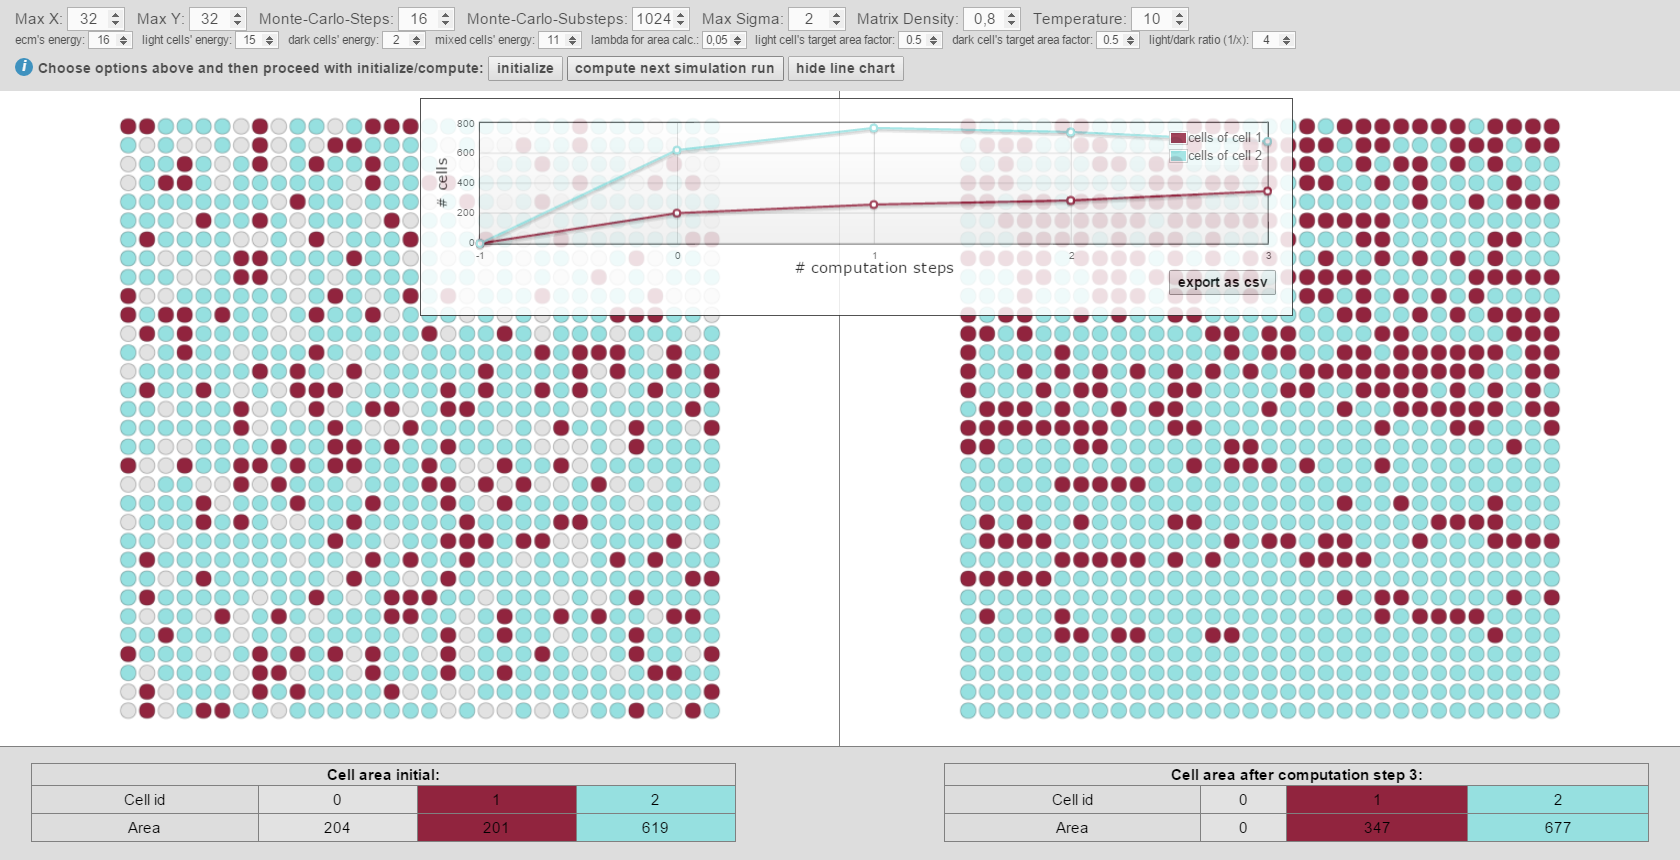 Max X: 32 Max Y: 32 Monte-Carlo-Steps: 16 Monte-Carlo-Substeps: 1024 Max Sigma: 2 Matrix Density: 0,8 Temperature: 10
ecm's energy: 16 light cells' energy: 15 dark cells' energy: 2 mixed cells' energy: 11 lambda for area calc.: 0,05 light cell's target area factor: 0.5 dark cell's target area factor: 0.5 light/dark ratio (1/x): 4
i Choose options above and then proceed with initialize/compute: initialize compute next simulation run hide line chart
800
600
400
200
0
# cells
cells of cell 1
cells of cell 2
-1 0 1 2 3
# computation steps
export as csv
Cell area initial:
Cell id 0 1 2
Area 204 201 619
Cell area after computation step 3:
Cell id 0 1 2
Area 0 347 677